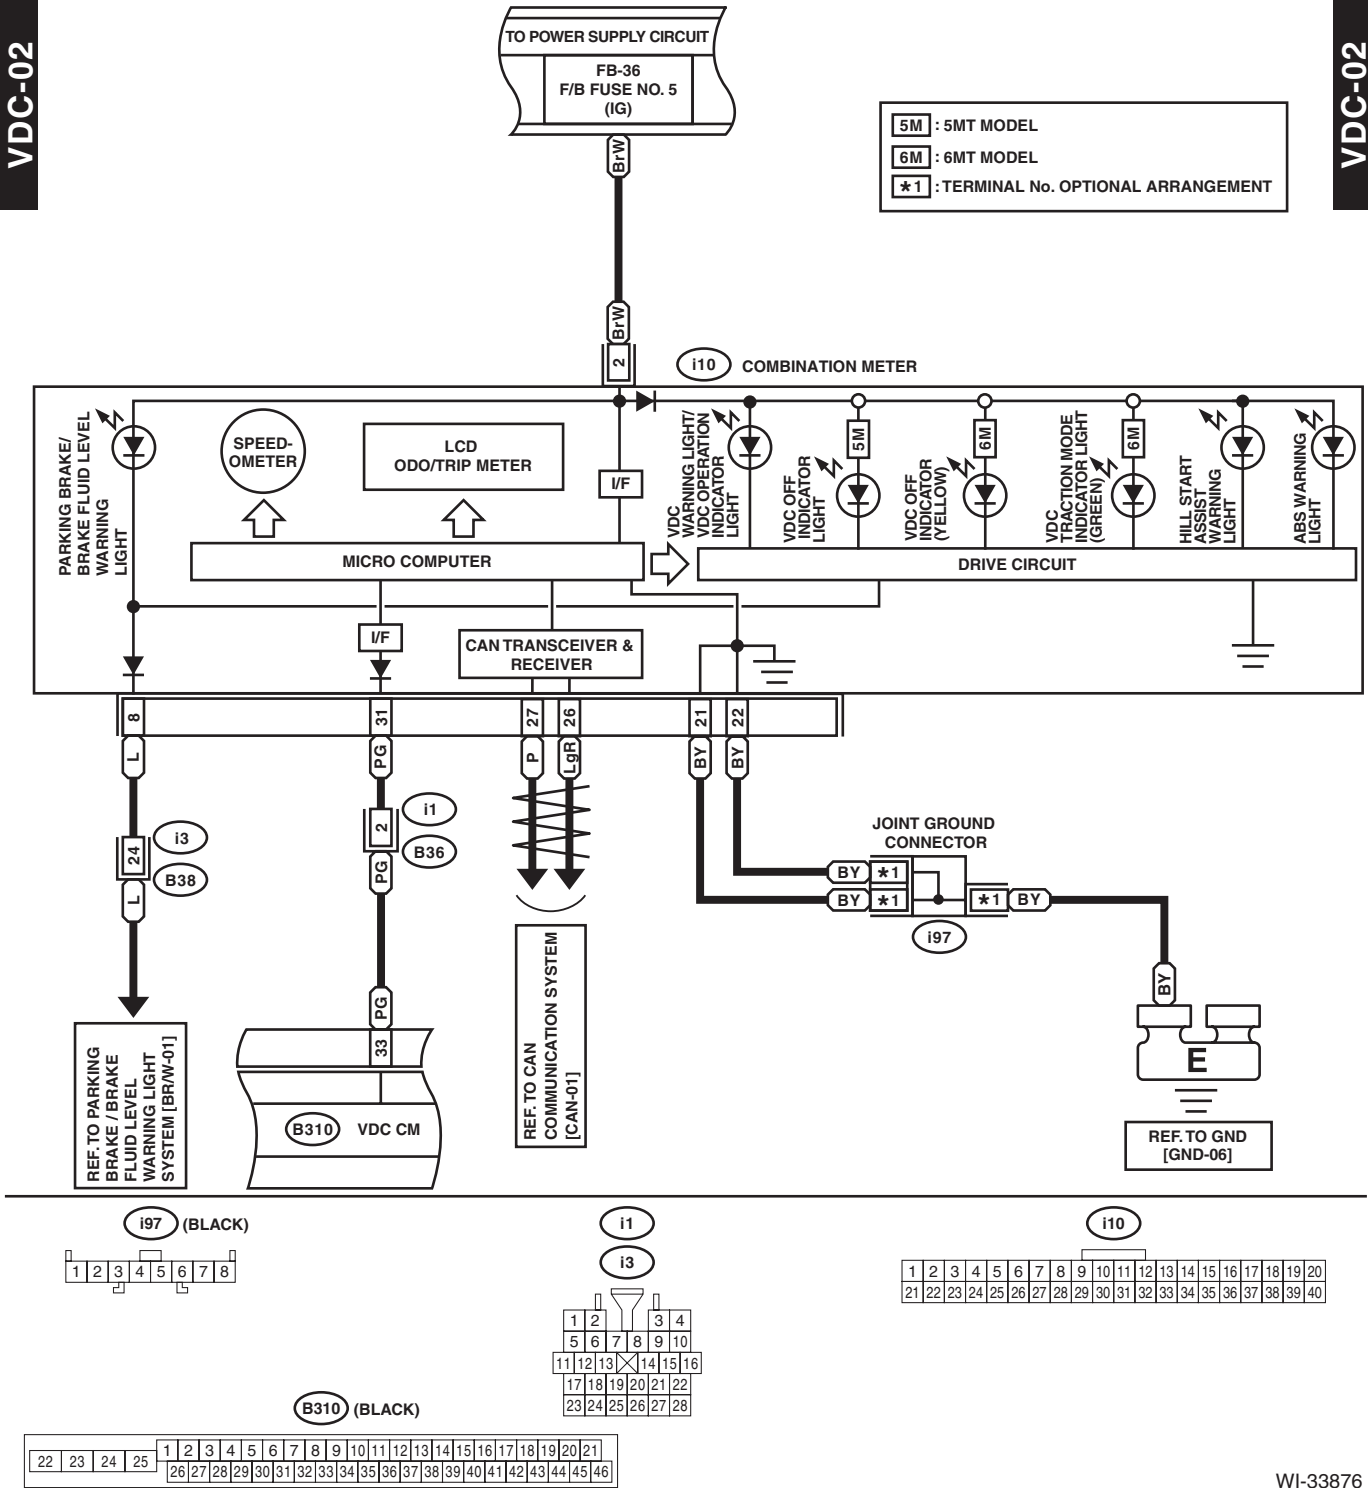 VDC-02
VDC-02
TO POWER SUPPLY CIRCUIT
FB-36
F/B FUSE NO. 5
(IG)
BrW
BrW
2
5M : 5MT MODEL
6M : 6MT MODEL
*1 : TERMINAL No. OPTIONAL ARRANGEMENT
i10 COMBINATION METER
PARKING BRAKE/
BRAKE FLUID LEVEL
WARNING
LIGHT
SPEED-
OMETER
LCD
ODO/TRIP METER
I/F
VDC
WARNING LIGHT/
VDC OPERATION
INDICATOR
LIGHT
5M
VDC OFF
INDICATOR
LIGHT
6M
VDC OFF
INDICATOR
(YELLOW)
6M
VDC
TRACTION MODE
INDICATOR LIGHT
(GREEN)
HILL START
ASSIST
WARNING
LIGHT
ABS WARNING
LIGHT
MICRO COMPUTER
DRIVE CIRCUIT
I/F
CAN TRANSCEIVER &
RECEIVER
8
31
27
26
21
22
L
PG
P
LgR
BY
BY
24
i3
B38
L
2
i1
B36
PG
PG
33
B310 VDC CM
REF. TO PARKING
BRAKE / BRAKE
FLUID LEVEL
WARNING LIGHT
SYSTEM [BR/W-01]
REF. TO CAN
COMMUNICATION SYSTEM
[CAN-01]
JOINT GROUND
CONNECTOR
BY *1
BY *1
*1 BY
i97
BY
E
REF. TO GND
[GND-06]
i97 (BLACK)
1 2 3 4 5 6 7 8
i1
i3
1 2 3 4
5 6 7 8 9 10
11 12 13 14 15 16
17 18 19 20 21 22
23 24 25 26 27 28
i10
1 2 3 4 5 6 7 8 9 10 11 12 13 14 15 16 17 18 19 20
21 22 23 24 25 26 27 28 29 30 31 32 33 34 35 36 37 38 39 40
B310 (BLACK)
22 23 24 25
1 2 3 4 5 6 7 8 9 10 11 12 13 14 15 16 17 18 19 20 21
26 27 28 29 30 31 32 33 34 35 36 37 38 39 40 41 42 43 44 45 46
WI-33876